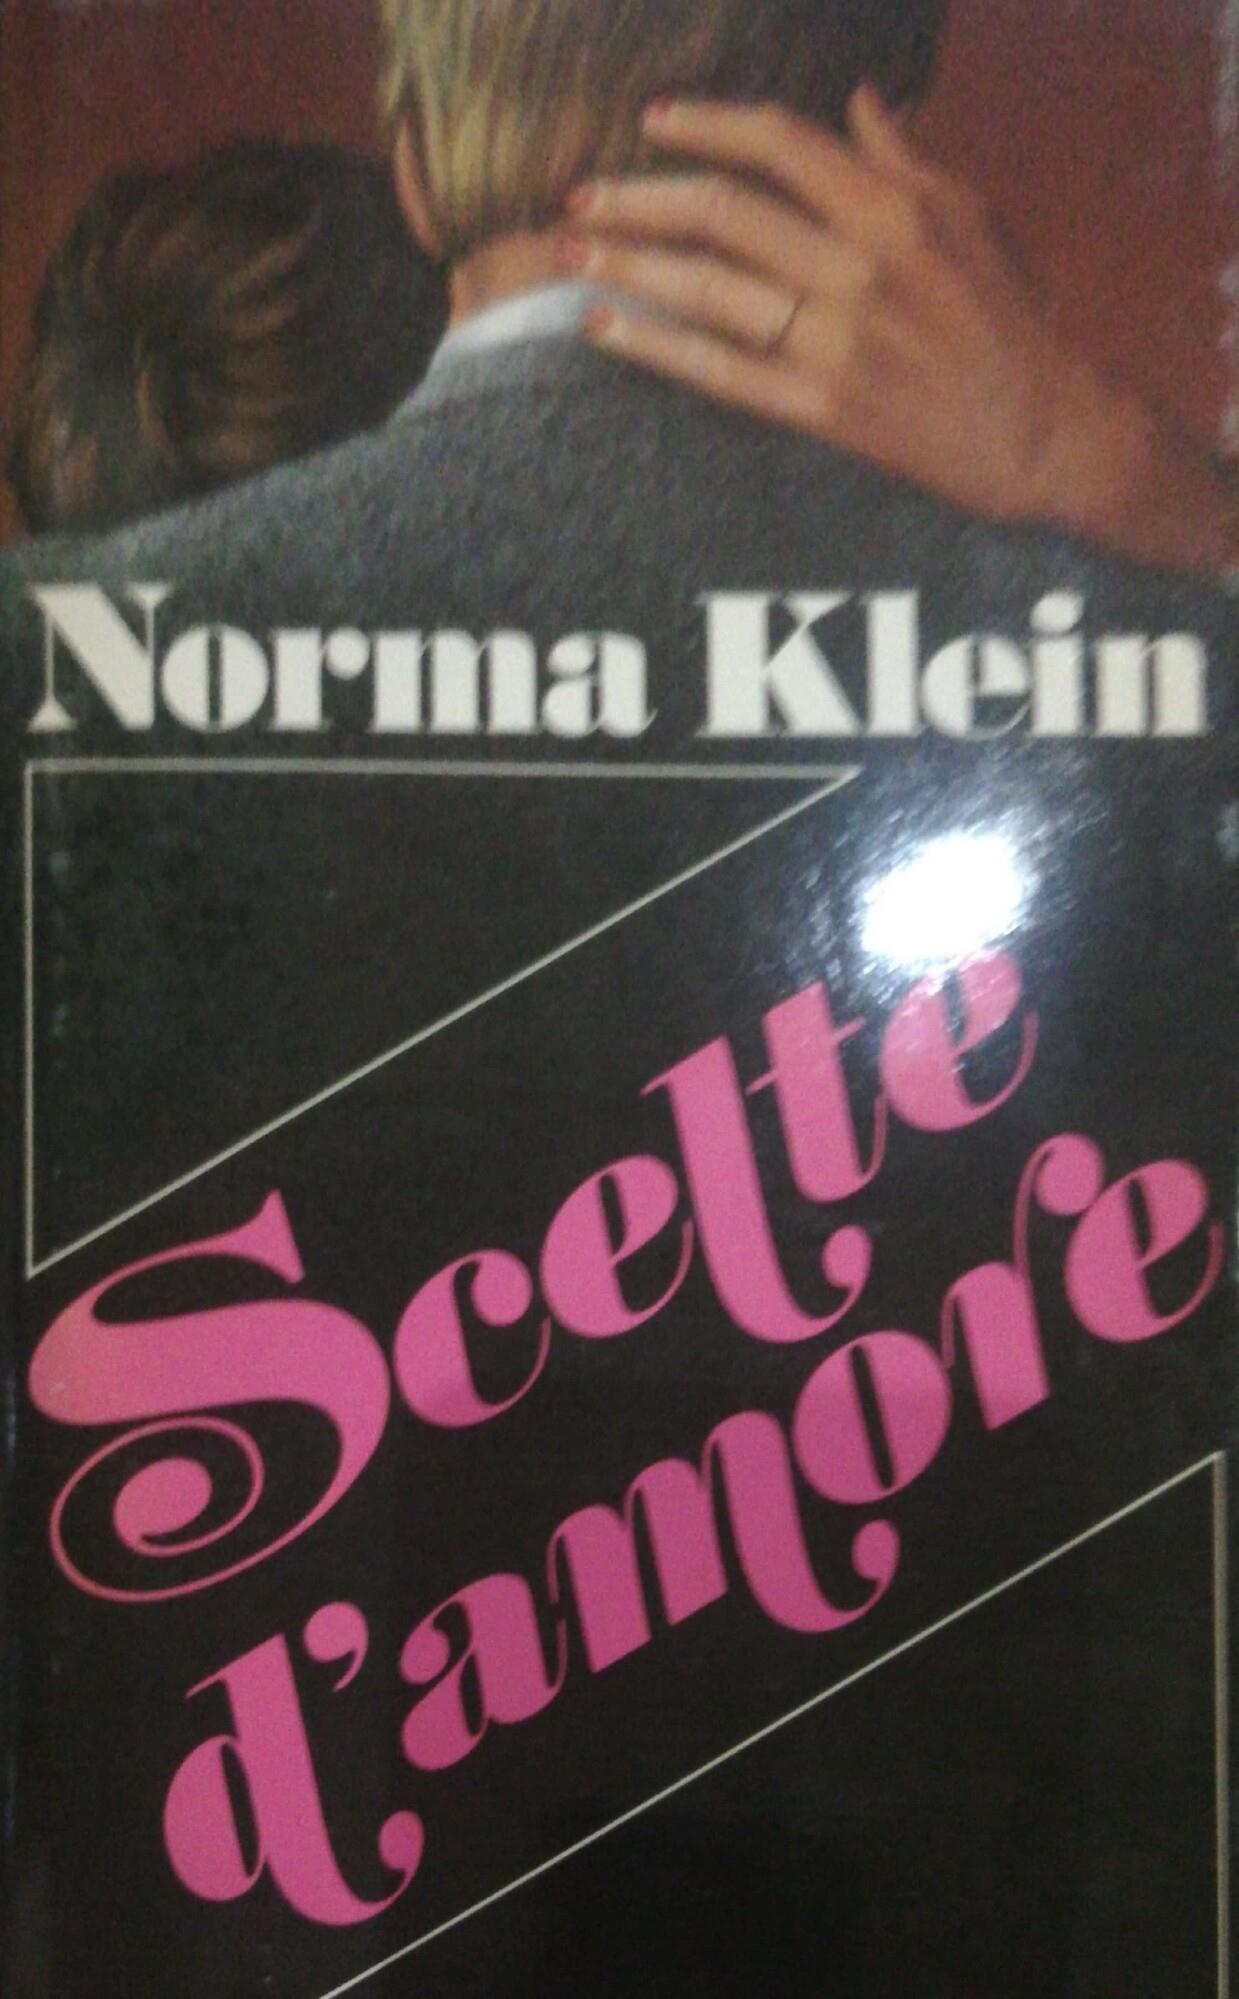 Norma Klein
Scelte
d'amore